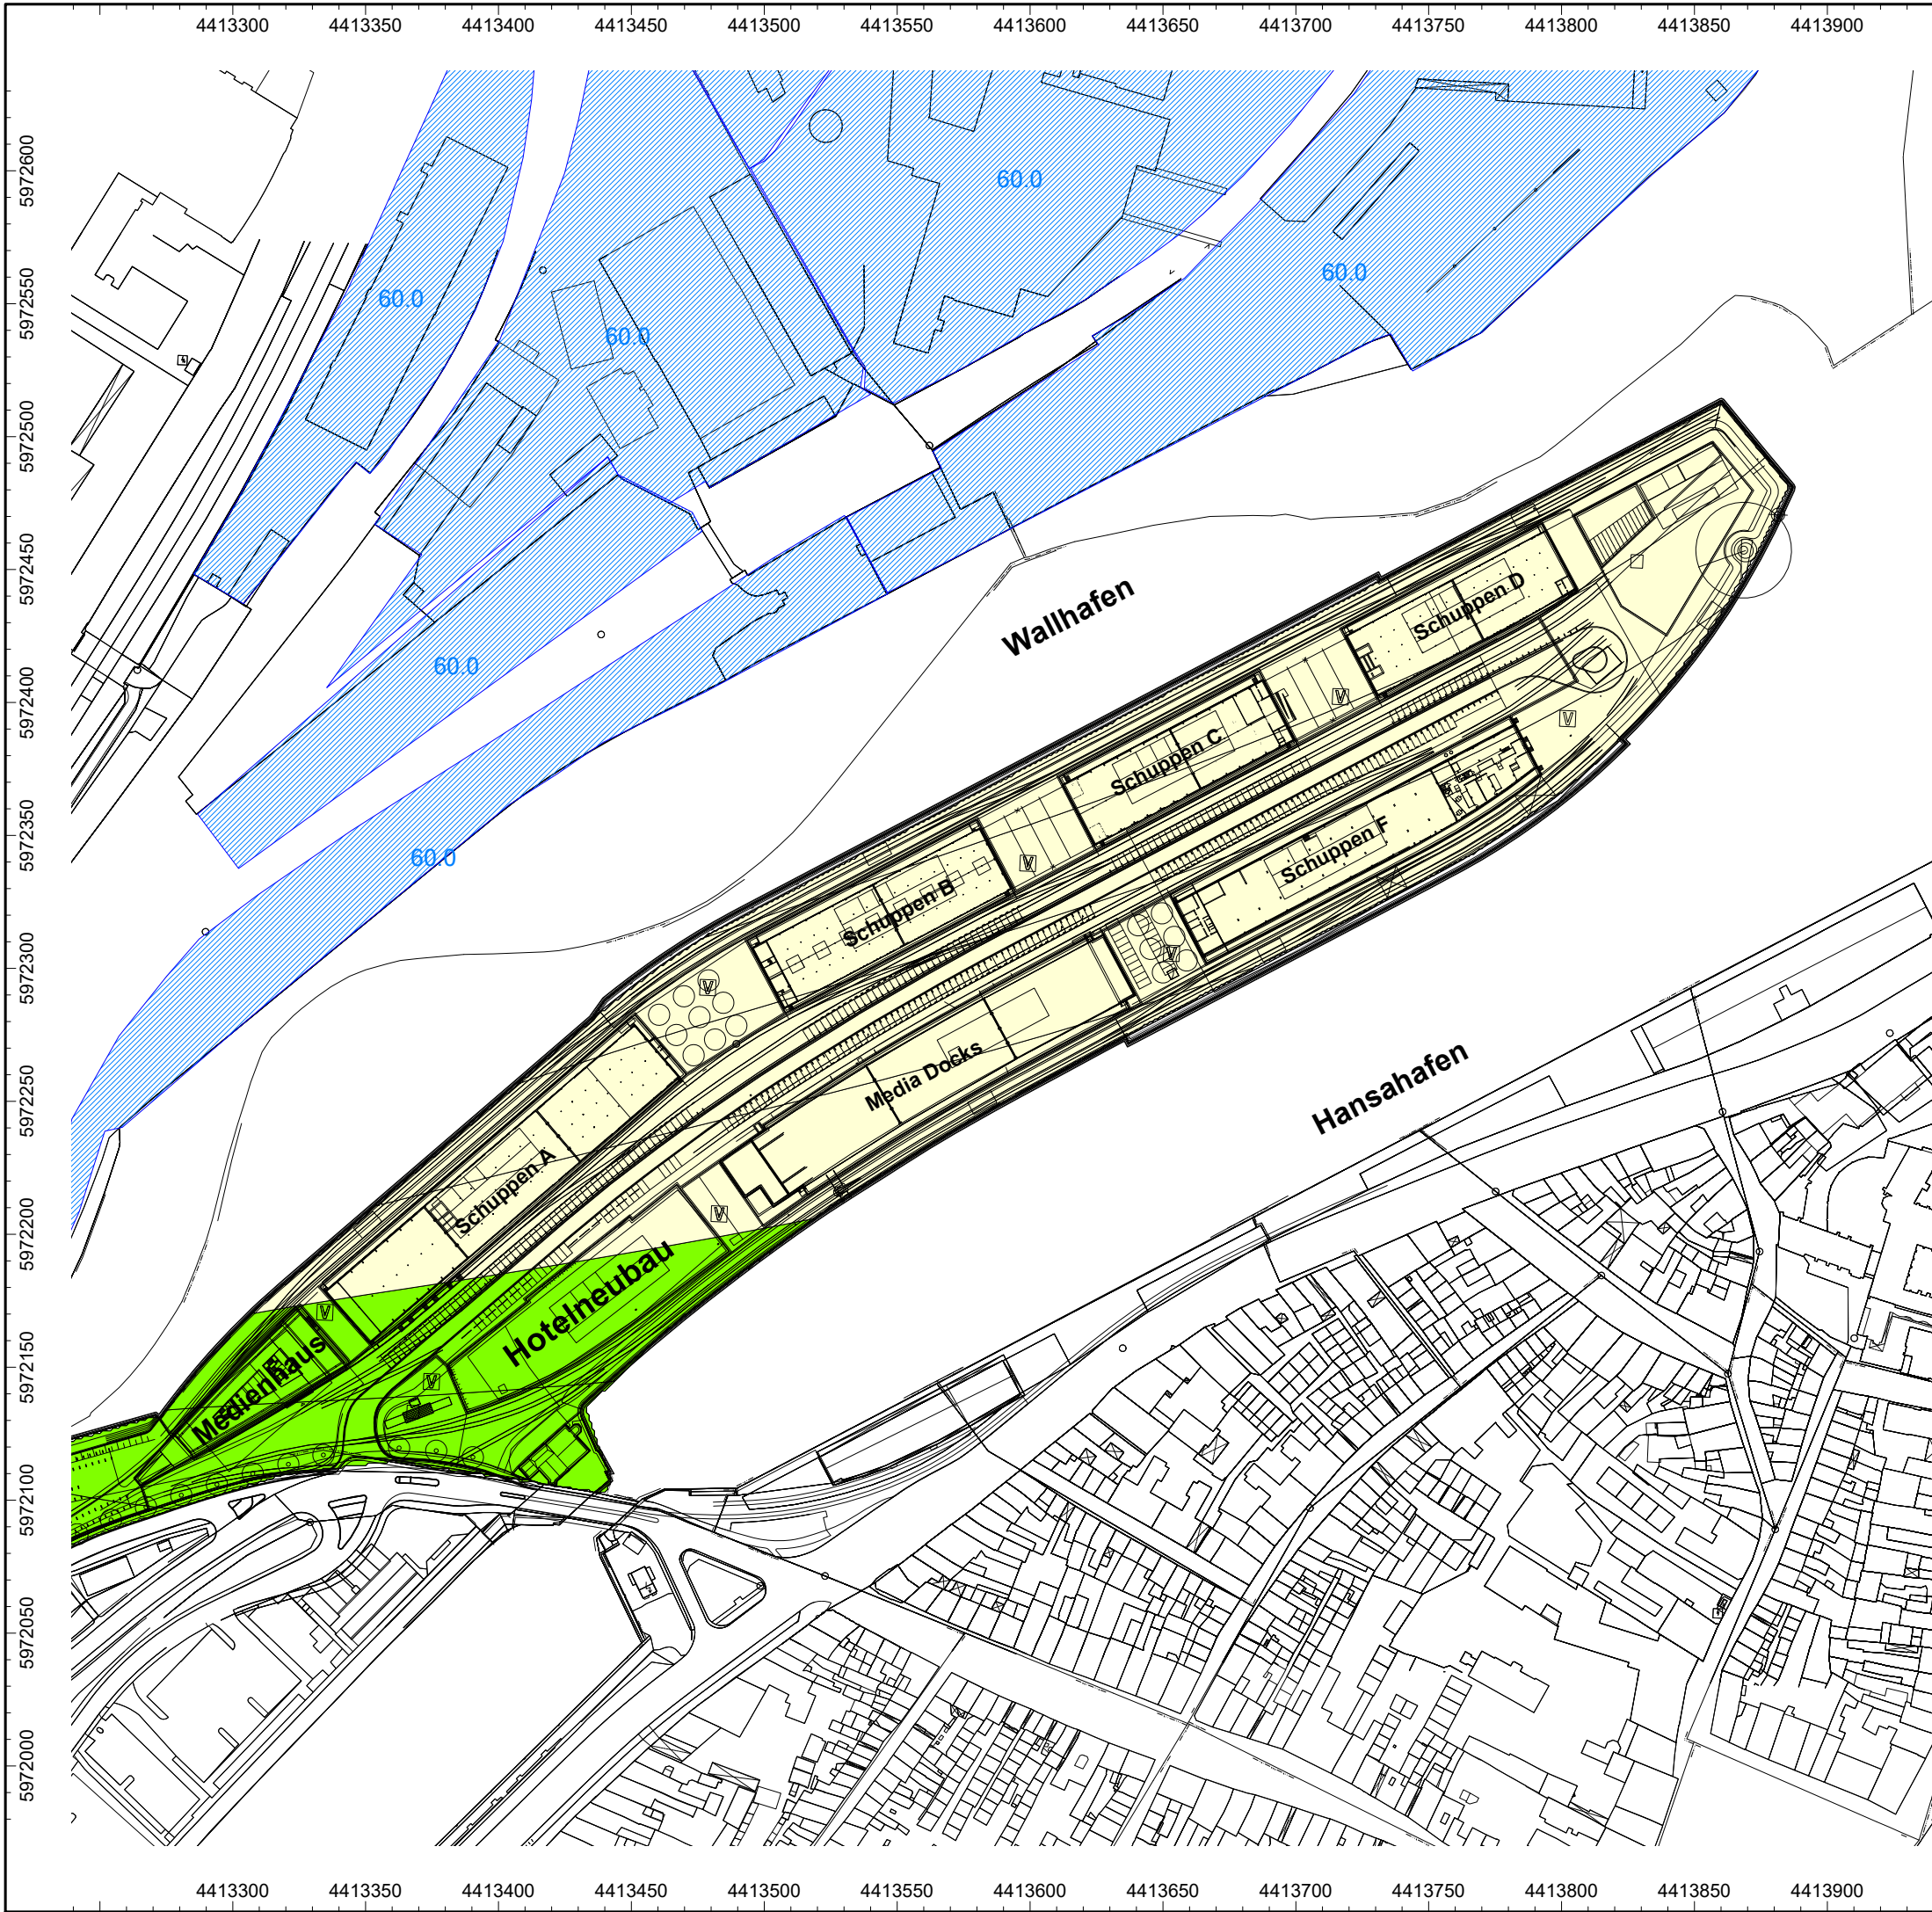 4413300 4413350 4413400 4413450 4413500 4413550 4413600 4413650 4413700 4413750 4413800 4413850 4413900
5972600
60.0
60.0
5972550
60.0
60.0
60.0
5972500
5972450
Wallhafen
Schuppen D
5972400
60.0
V
V
Schuppen C
5972350
60.0
Schuppen F
V
Schuppen B
5972300
V
V
Media Docks
5972250
Hansahafen
Schuppen A
5972200
V
Hotelneubau
V
5972150
Medienhaus
V
5972100
5972050
5972000
4413300 4413350 4413400 4413450 4413500 4413550 4413600 4413650 4413700 4413750 4413800 4413850 4413900